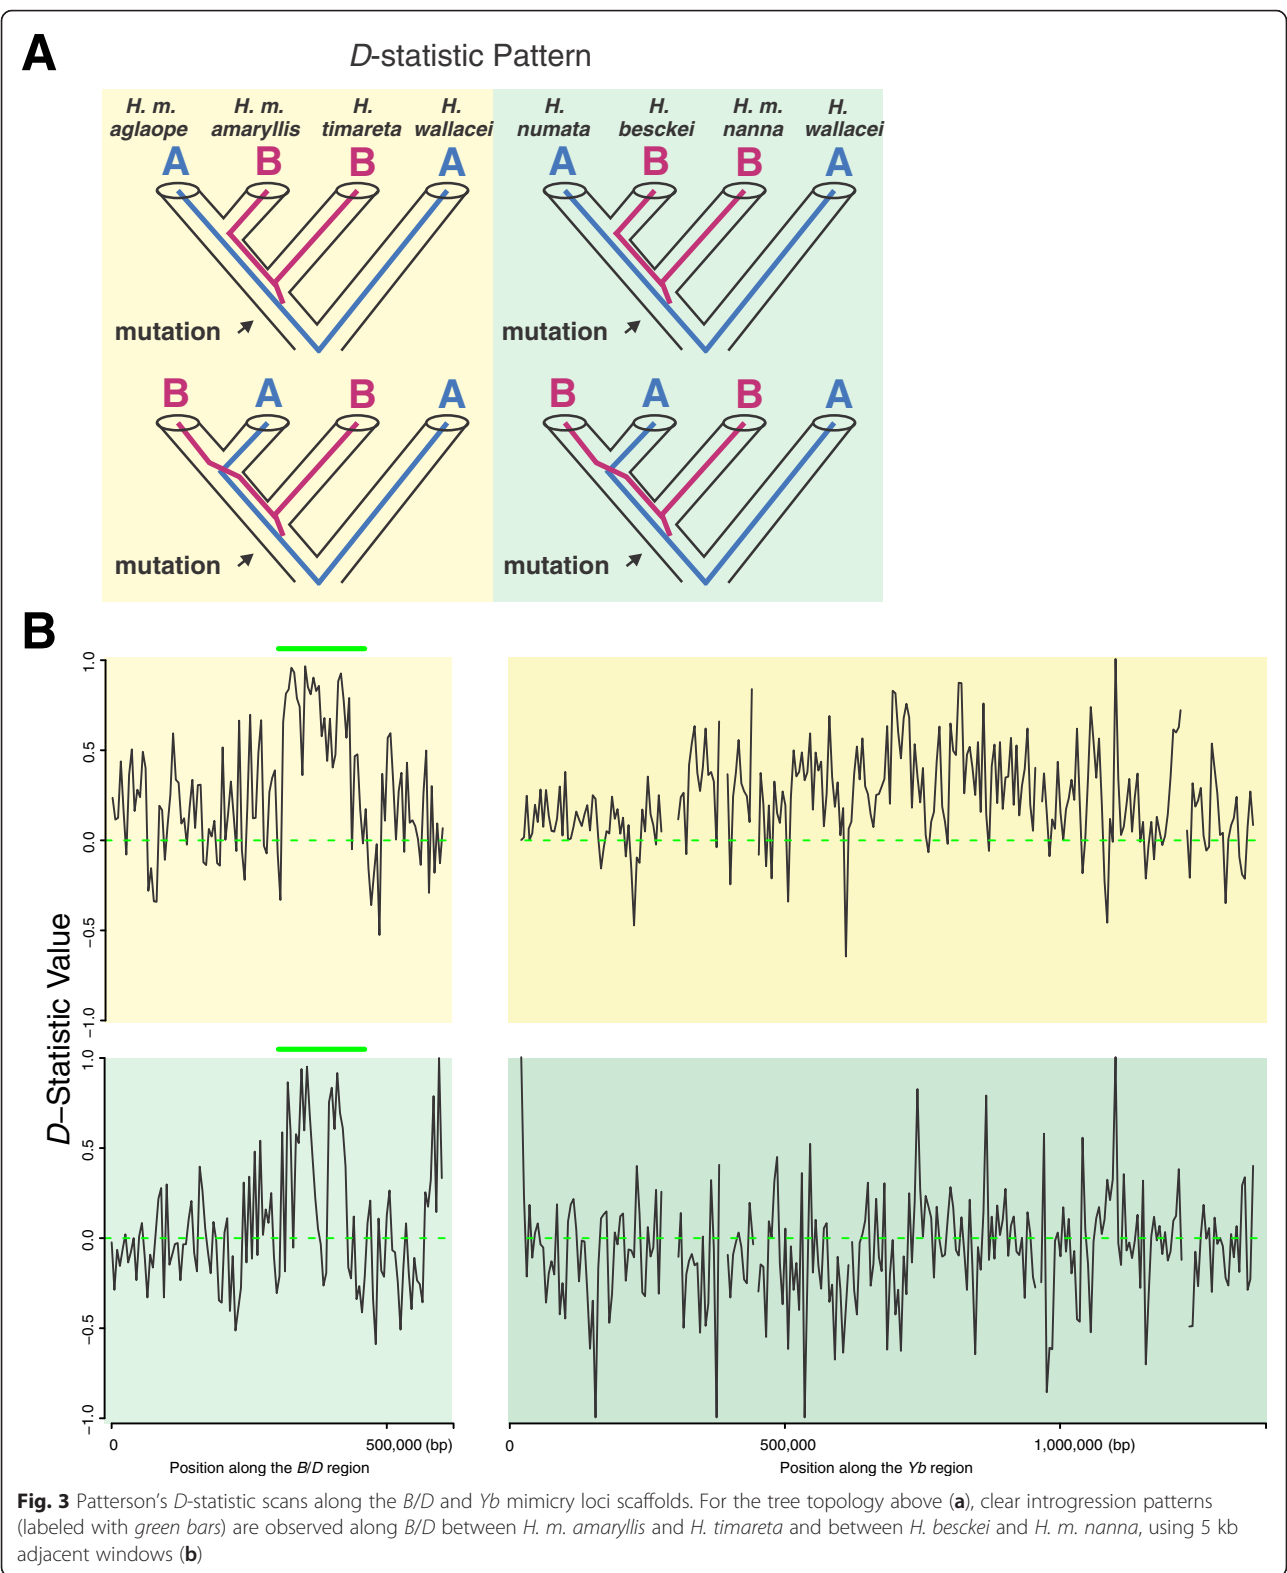 A
D-statistic Pattern
H. m. aglaope
H. m. amaryllis
H. timareta
H. wallacei
H. numata
H. besckei
H. m. nanna
H. wallacei
A B B A A B B A
mutation mutation
B A B A B A B A
mutation mutation
B
D–Statistic Value
1.0
0.5
0.0
−0.5
−1.0
1.0
0.5
0.0
−0.5
−1.0
0 500,000 (bp) 0 500,000 1,000,000 (bp)
Position along the B/D region Position along the Yb region
Fig. 3 Patterson's D-statistic scans along the B/D and Yb mimicry loci scaffolds. For the tree topology above (a), clear introgression patterns
(labeled with green bars) are observed along B/D between H. m. amaryllis and H. timareta and between H. besckei and H. m. nanna, using 5 kb
adjacent windows (b)